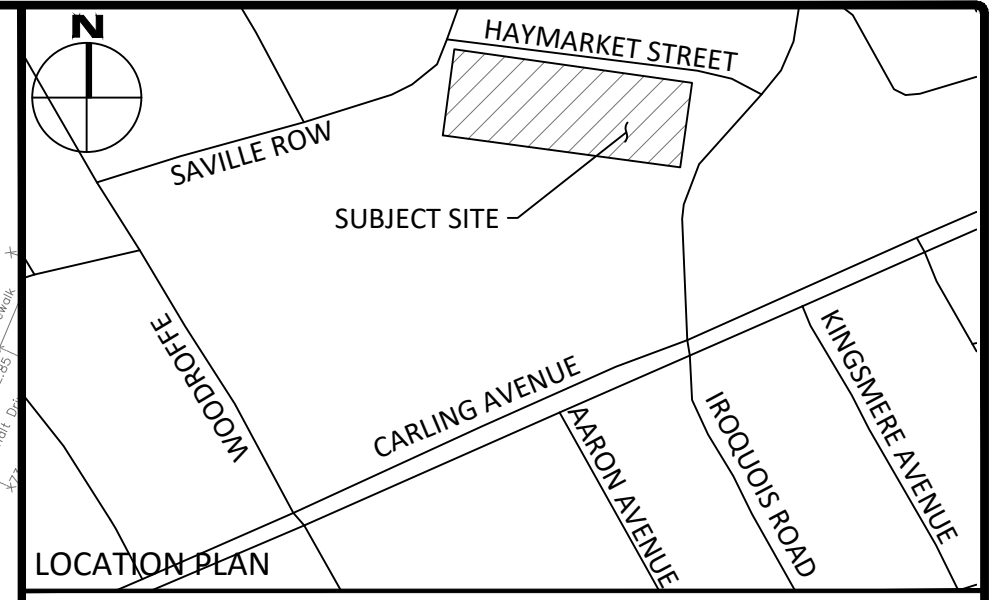 N
HAYMARKET STREET
SAVILLE ROW
SUBJECT SITE
WOODROFFE
CARLING AVENUE
KINGSMERE AVENUE
IROQUOIS ROAD
AARON AVENUE
LOCATION PLAN